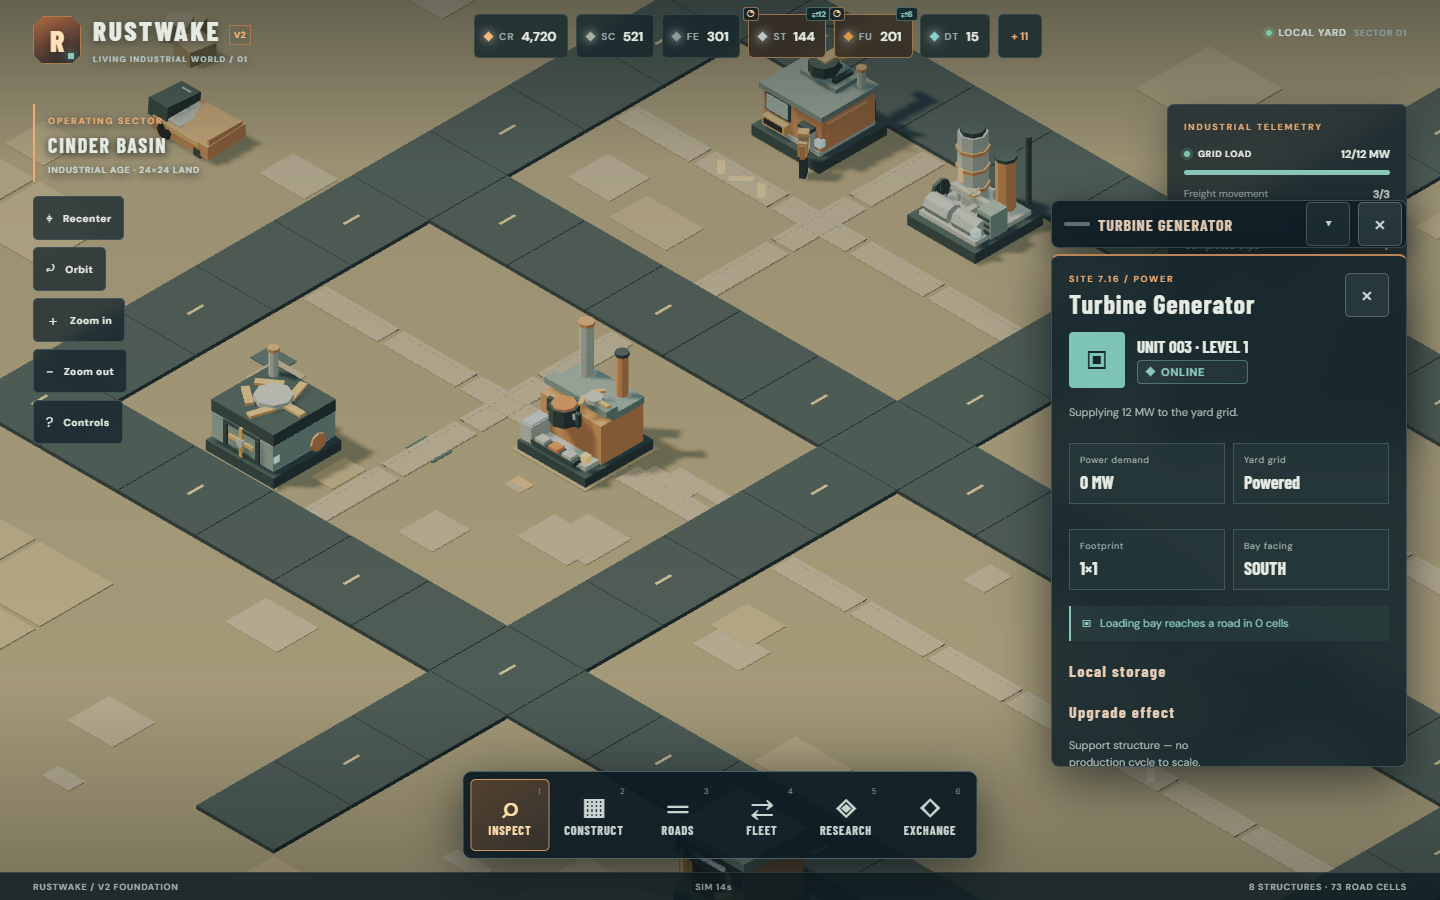 R
RUSTWAKE V2
LIVING INDUSTRIAL WORLD / 01
CR 4,720
SC 521
FE 301
ST 144
⇄12
FU 201
⇄6
DT 15
+11
LOCAL YARD SECTOR 01
OPERATING SECTOR
CINDER BASIN
INDUSTRIAL AGE · 24×24 LAND
Recenter
Orbit
+ Zoom in
− Zoom out
? Controls
INDUSTRIAL TELEMETRY
GRID LOAD 12/12 MW
Freight movement 3/3
TURBINE GENERATOR ▼ ✕
SITE 7.16 / POWER
Turbine Generator ✕
UNIT 003 · LEVEL 1
◆ ONLINE
Supplying 12 MW to the yard grid.
Power demand
0 MW
Yard grid
Powered
Footprint
1×1
Bay facing
SOUTH
Loading bay reaches a road in 0 cells
Local storage
Upgrade effect
Support structure — no
production cycle to scale.
1 INSPECT
2 CONSTRUCT
3 ROADS
4 FLEET
5 RESEARCH
6 EXCHANGE
RUSTWAKE / V2 FOUNDATION
SIM 14s
8 STRUCTURES · 73 ROAD CELLS